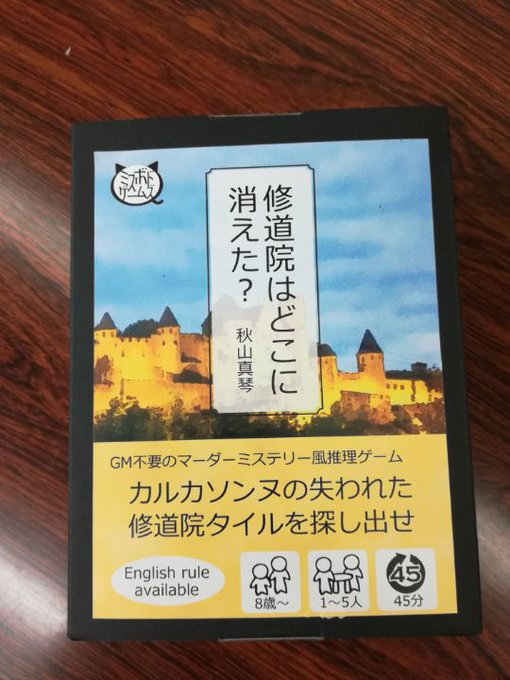 ミスボド
ゲームズ
修道院はどこに
消えた？
秋山真琴
GM不要のマーダーミステリー風推理ゲーム
カルカソンヌの失われた
修道院タイルを探し出せ
English rule
available
8歳～
1～5人
45
45分